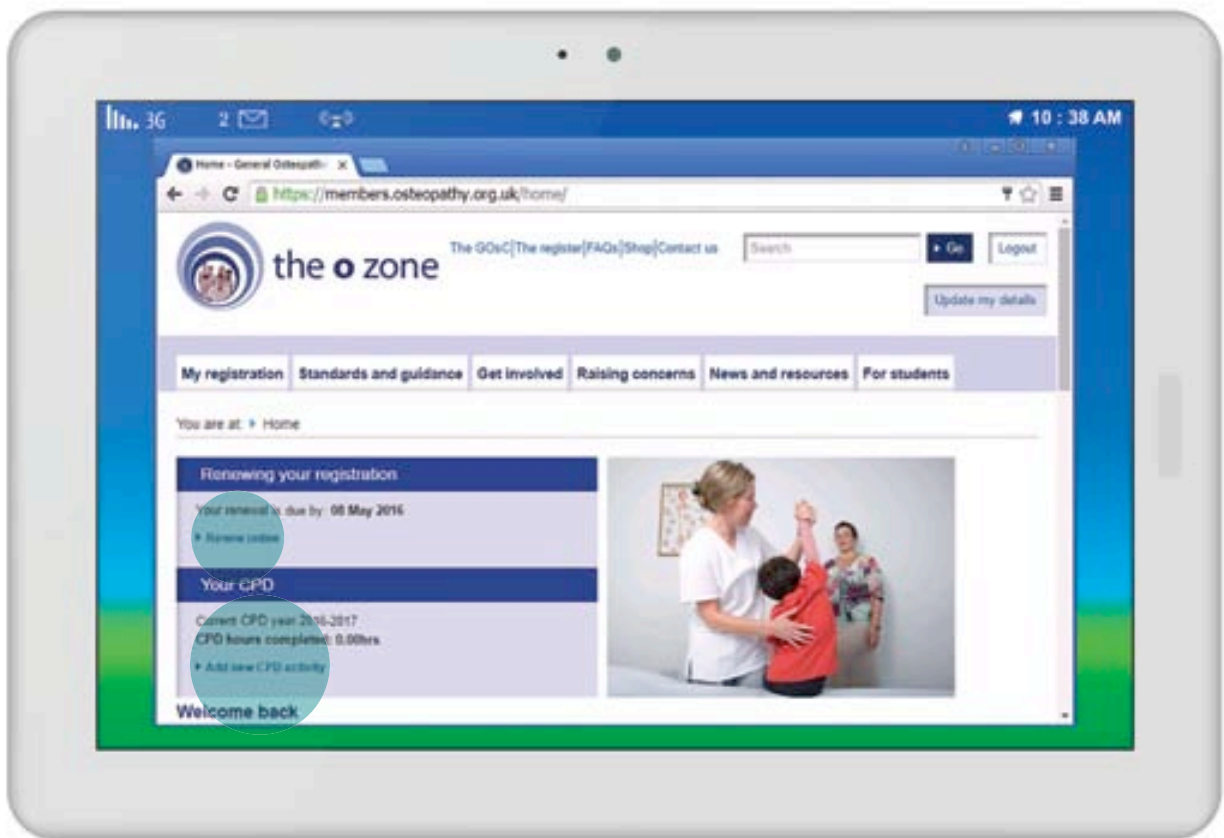 3G 2 10 : 38 AM
Home - General Osteopath
https://members.osteopathy.org.uk/home/
the o zone
The GOsC|The register|FAQs|Shop|Contact us
Search
Go
Logout
Update my details
My registration Standards and guidance Get involved Raising concerns News and resources For students
You are at: Home
Renewing your registration
Your renewal is due by: 08 May 2016
Renew online
Your CPD
Current CPD year 2016-2017
CPD hours completed: 0.00hrs
Add new CPD activity
Welcome back